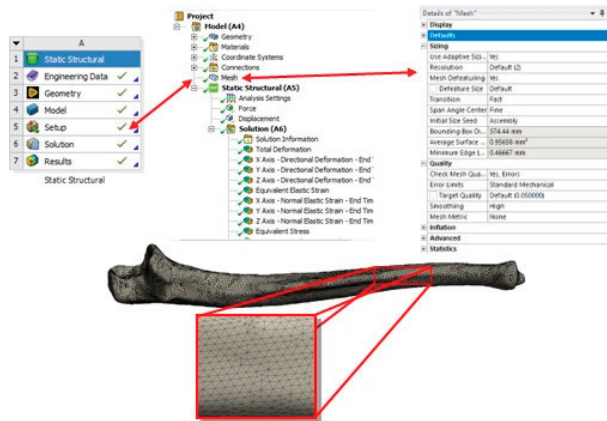 A
1 Static Structural
2 Engineering Data
3 Geometry
4 Model
5 Setup
6 Solution
7 Results
Static Structural
Project
Model (A4)
Geometry
Materials
Coordinate Systems
Connections
Mesh
Static Structural (A5)
Analysis Settings
Force
Displacement
Solution (A6)
Solution Information
Total Deformation
X Axis - Directional Deformation - End
Y Axis - Directional Deformation - End
Z Axis - Directional Deformation - End
Equivalent Elastic Strain
X Axis - Normal Elastic Strain - End Tim
Y Axis - Normal Elastic Strain - End Tim
Z Axis - Normal Elastic Strain - End Tim
Equivalent Stress
Details of "Mesh"
Display
Defaults
Sizing
Use Adaptive Sizi... Yes
Resolution Default (2)
Mesh Defeaturing Yes
Defeature Size Default
Transition Fast
Span Angle Center Fine
Initial Size Seed Assembly
Bounding Box Di... 574.44 mm
Average Surface ... 0.95658 mm²
Minimum Edge L... 0.46667 mm
Quality
Check Mesh Qua... Yes, Errors
Error Limits Standard Mechanical
Target Quality Default (0.050000)
Smoothing High
Mesh Metric None
Inflation
Advanced
Statistics